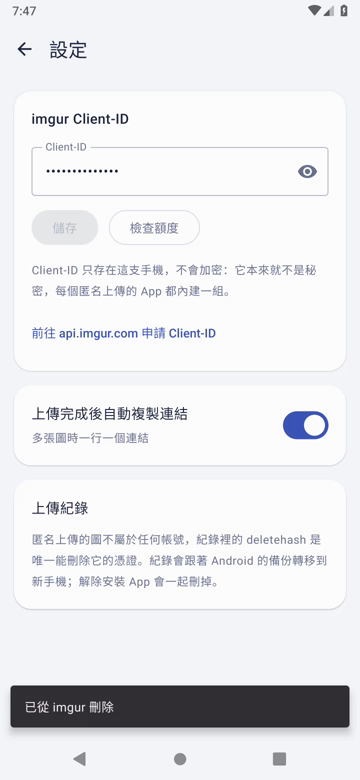 7:47
設定
imgur Client-ID
Client-ID
••••••••••••••
儲存
檢查額度
Client-ID 只存在這支手機，不會加密：它本來就不是秘
密，每個匿名上傳的 App 都內建一組。
前往 api.imgur.com 申請 Client-ID
上傳完成後自動複製連結
多張圖時一行一個連結
上傳紀錄
匿名上傳的圖不屬於任何帳號，紀錄裡的 deletehash 是
唯一能刪除它的憑證。紀錄會跟著 Android 的備份轉移到
新手機；解除安裝 App 會一起刪掉。
已從 imgur 刪除